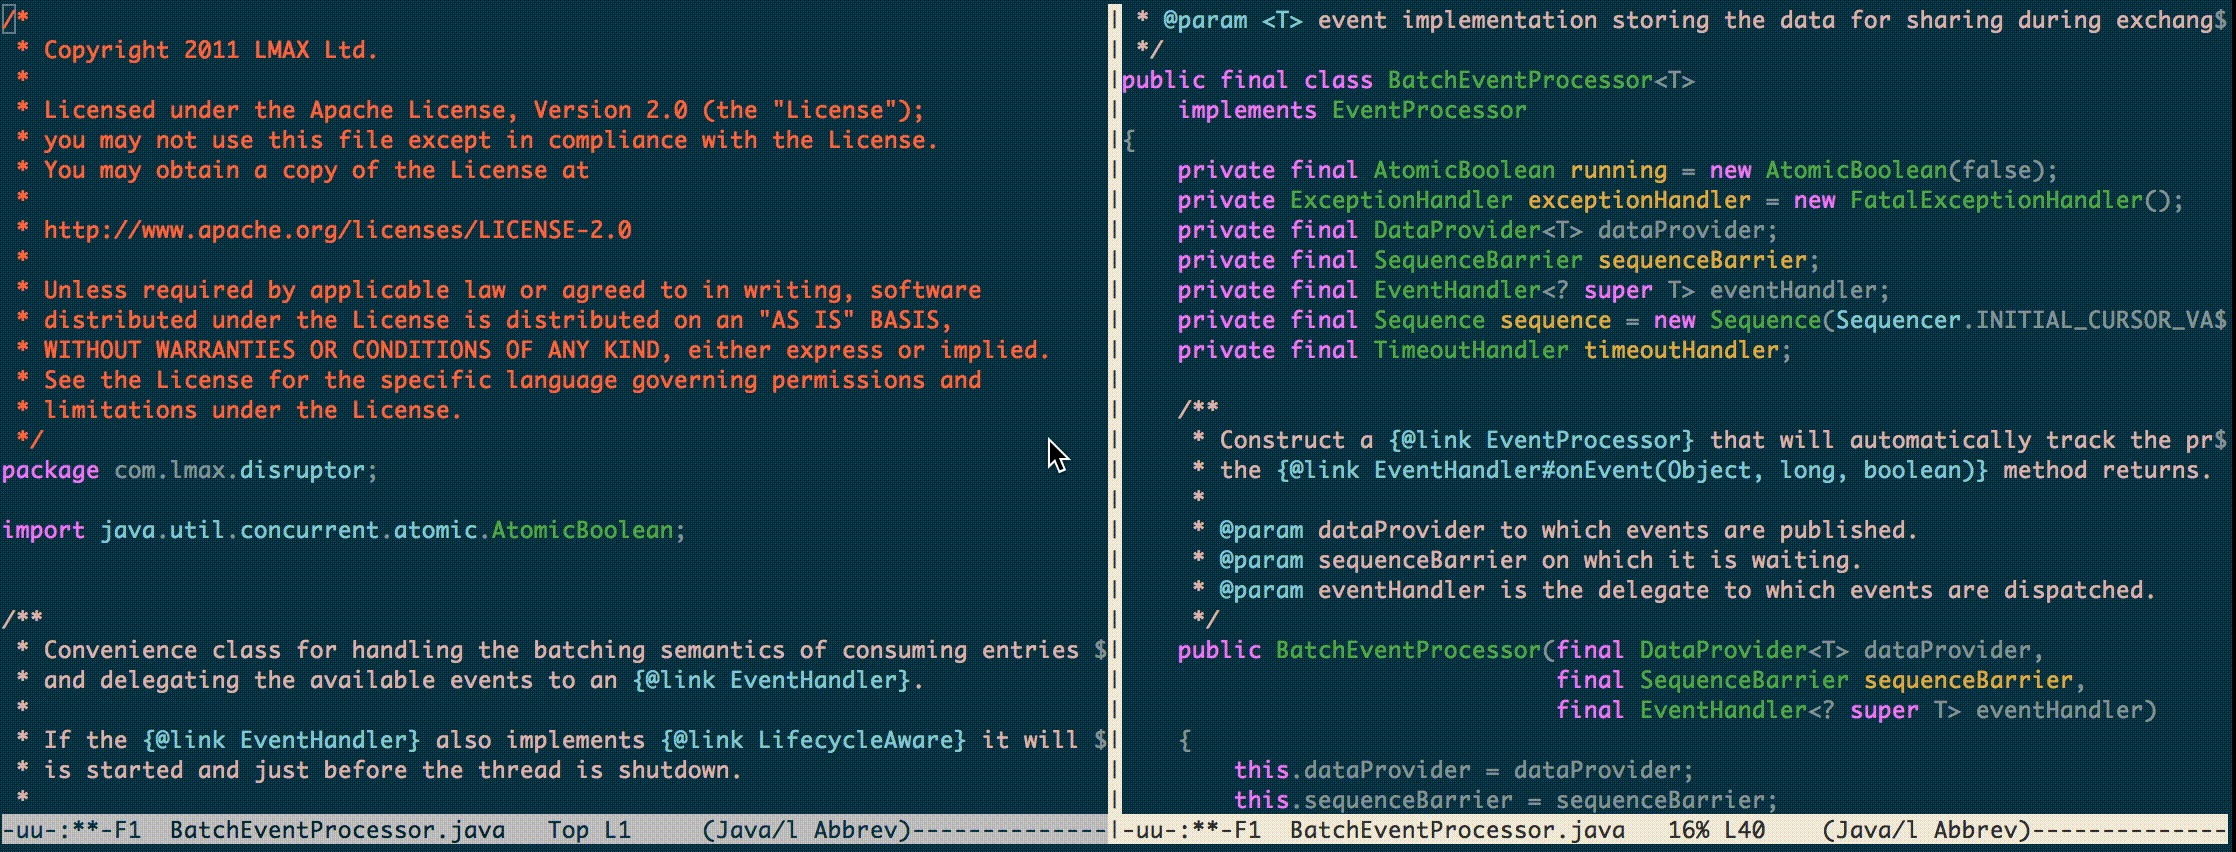 /*
 * Copyright 2011 LMAX Ltd.
 *
 * Licensed under the Apache License, Version 2.0 (the "License");
 * you may not use this file except in compliance with the License.
 * You may obtain a copy of the License at
 *
 * http://www.apache.org/licenses/LICENSE-2.0
 *
 * Unless required by applicable law or agreed to in writing, software
 * distributed under the License is distributed on an "AS IS" BASIS,
 * WITHOUT WARRANTIES OR CONDITIONS OF ANY KIND, either express or implied.
 * See the License for the specific language governing permissions and
 * limitations under the License.
 */
package com.lmax.disruptor;

import java.util.concurrent.atomic.AtomicBoolean;


/**
 * Convenience class for handling the batching semantics of consuming entries $
 * and delegating the available events to an {@link EventHandler}.
 *
 * If the {@link EventHandler} also implements {@link LifecycleAware} it will $
 * is started and just before the thread is shutdown.
 *
-uu-:**-F1  BatchEventProcessor.java   Top L1     (Java/l Abbrev)--------------
 * @param <T> event implementation storing the data for sharing during exchang$
 */
public final class BatchEventProcessor<T>
    implements EventProcessor
{
    private final AtomicBoolean running = new AtomicBoolean(false);
    private ExceptionHandler exceptionHandler = new FatalExceptionHandler();
    private final DataProvider<T> dataProvider;
    private final SequenceBarrier sequenceBarrier;
    private final EventHandler<? super T> eventHandler;
    private final Sequence sequence = new Sequence(Sequencer.INITIAL_CURSOR_VA$
    private final TimeoutHandler timeoutHandler;

    /**
     * Construct a {@link EventProcessor} that will automatically track the pr$
     * the {@link EventHandler#onEvent(Object, long, boolean)} method returns.
     *
     * @param dataProvider to which events are published.
     * @param sequenceBarrier on which it is waiting.
     * @param eventHandler is the delegate to which events are dispatched.
     */
    public BatchEventProcessor(final DataProvider<T> dataProvider,
                               final SequenceBarrier sequenceBarrier,
                               final EventHandler<? super T> eventHandler)
    {
        this.dataProvider = dataProvider;
        this.sequenceBarrier = sequenceBarrier;
-uu-:**-F1  BatchEventProcessor.java   16% L40    (Java/l Abbrev)--------------